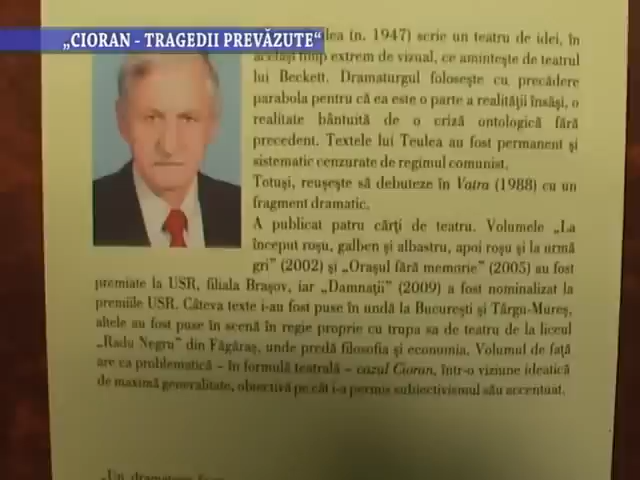 „CIORAN - TRAGEDII PREVĂZUTE“
lea (n. 1947) scrie un teatru de idei, în
același timp extrem de vizual, ce amintește de teatrul
lui Beckett. Dramaturgul folosește cu precădere
parabola pentru că ea este o parte a realității însăși, o
realitate bântuită de o criză ontologică fără
precedent. Textele lui Teulea au fost permanent și
sistematic cenzurate de regimul comunist.
Totuși, reușește să debuteze în Vatra (1988) cu un
fragment dramatic.
A publicat patru cărți de teatru. Volumele „La
început roșu, galben și albastru, apoi roșu și la urmă
gri” (2002) și „Orașul fără memorie” (2005) au fost
premiate la USR, filiala Brașov, iar „Damnații” (2009) a fost nominalizat la
premiile USR. Câteva texte i-au fost puse în undă la București și Târgu-Mureș,
altele au fost puse în scenă în regie proprie cu trupa sa de teatru de la liceul
„Radu Negru” din Făgăraș, unde predă filosofia și economia. Volumul de față
are ca problematică – în formulă teatrală – cazul Cioran, într-o viziune ideatică
de maximă generalitate, obiectivă pe cât i-a permis subiectivismul său accentuat.
„Un dramaturg